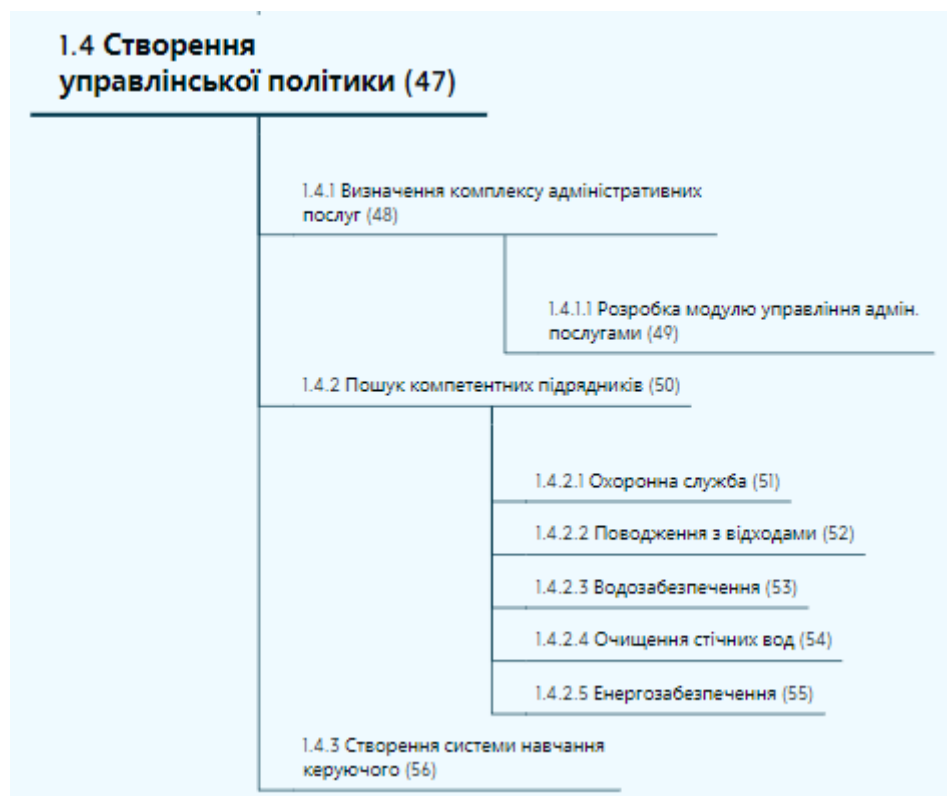 1.4 Створення
управлінської політики (47)
1.4.1 Визначення комплексу адміністративних
послуг (48)
1.4.1.1 Розробка модулю управління адмін.
послугами (49)
1.4.2 Пошук компетентних підрядників (50)
1.4.2.1 Охоронна служба (51)
1.4.2.2 Поводження з відходами (52)
1.4.2.3 Водозабезпечення (53)
1.4.2.4 Очищення стічних вод (54)
1.4.2.5 Енергозабезпечення (55)
1.4.3 Створення системи навчання
керуючого (56)